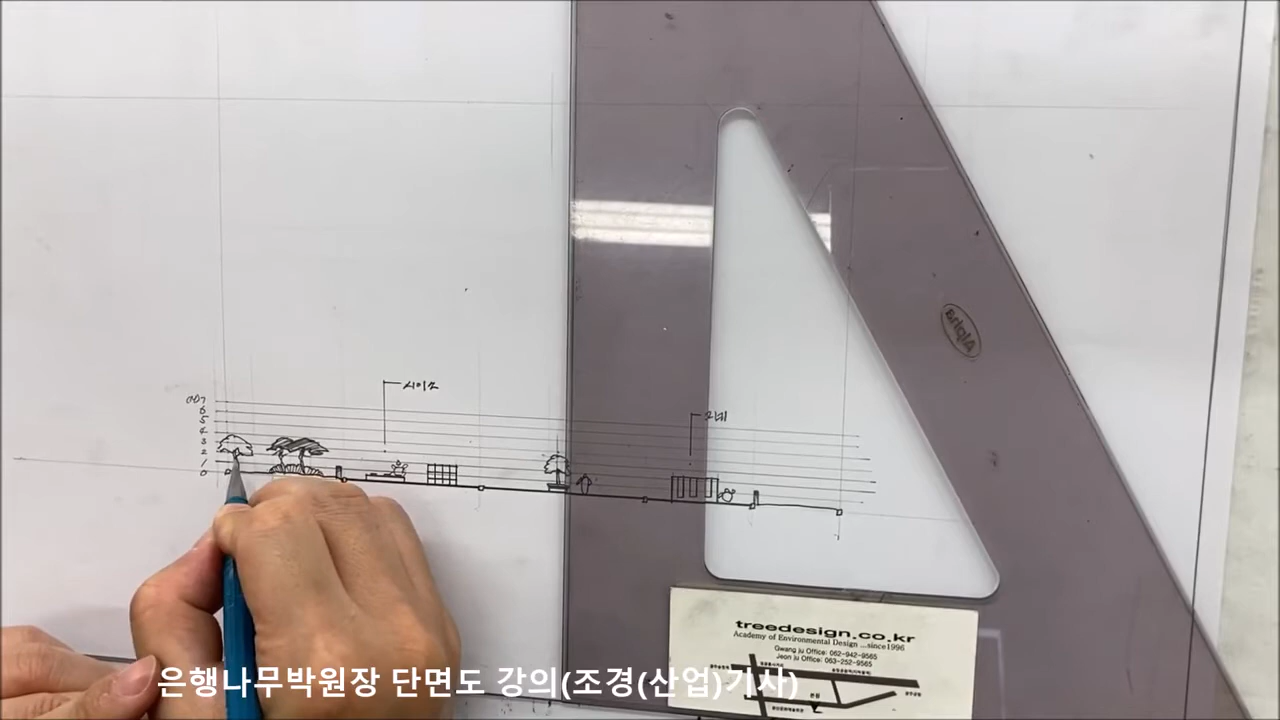 시이소
그네
6
5
4
3
2
1
0
Alpha
treedesign.co.kr
Academy of Environmental Design ...since1996
Gwang ju Office: 062-942-9565
Jeon ju Office: 063-252-9565
은행나무박원장 단면도 강의(조경(산업)기사)